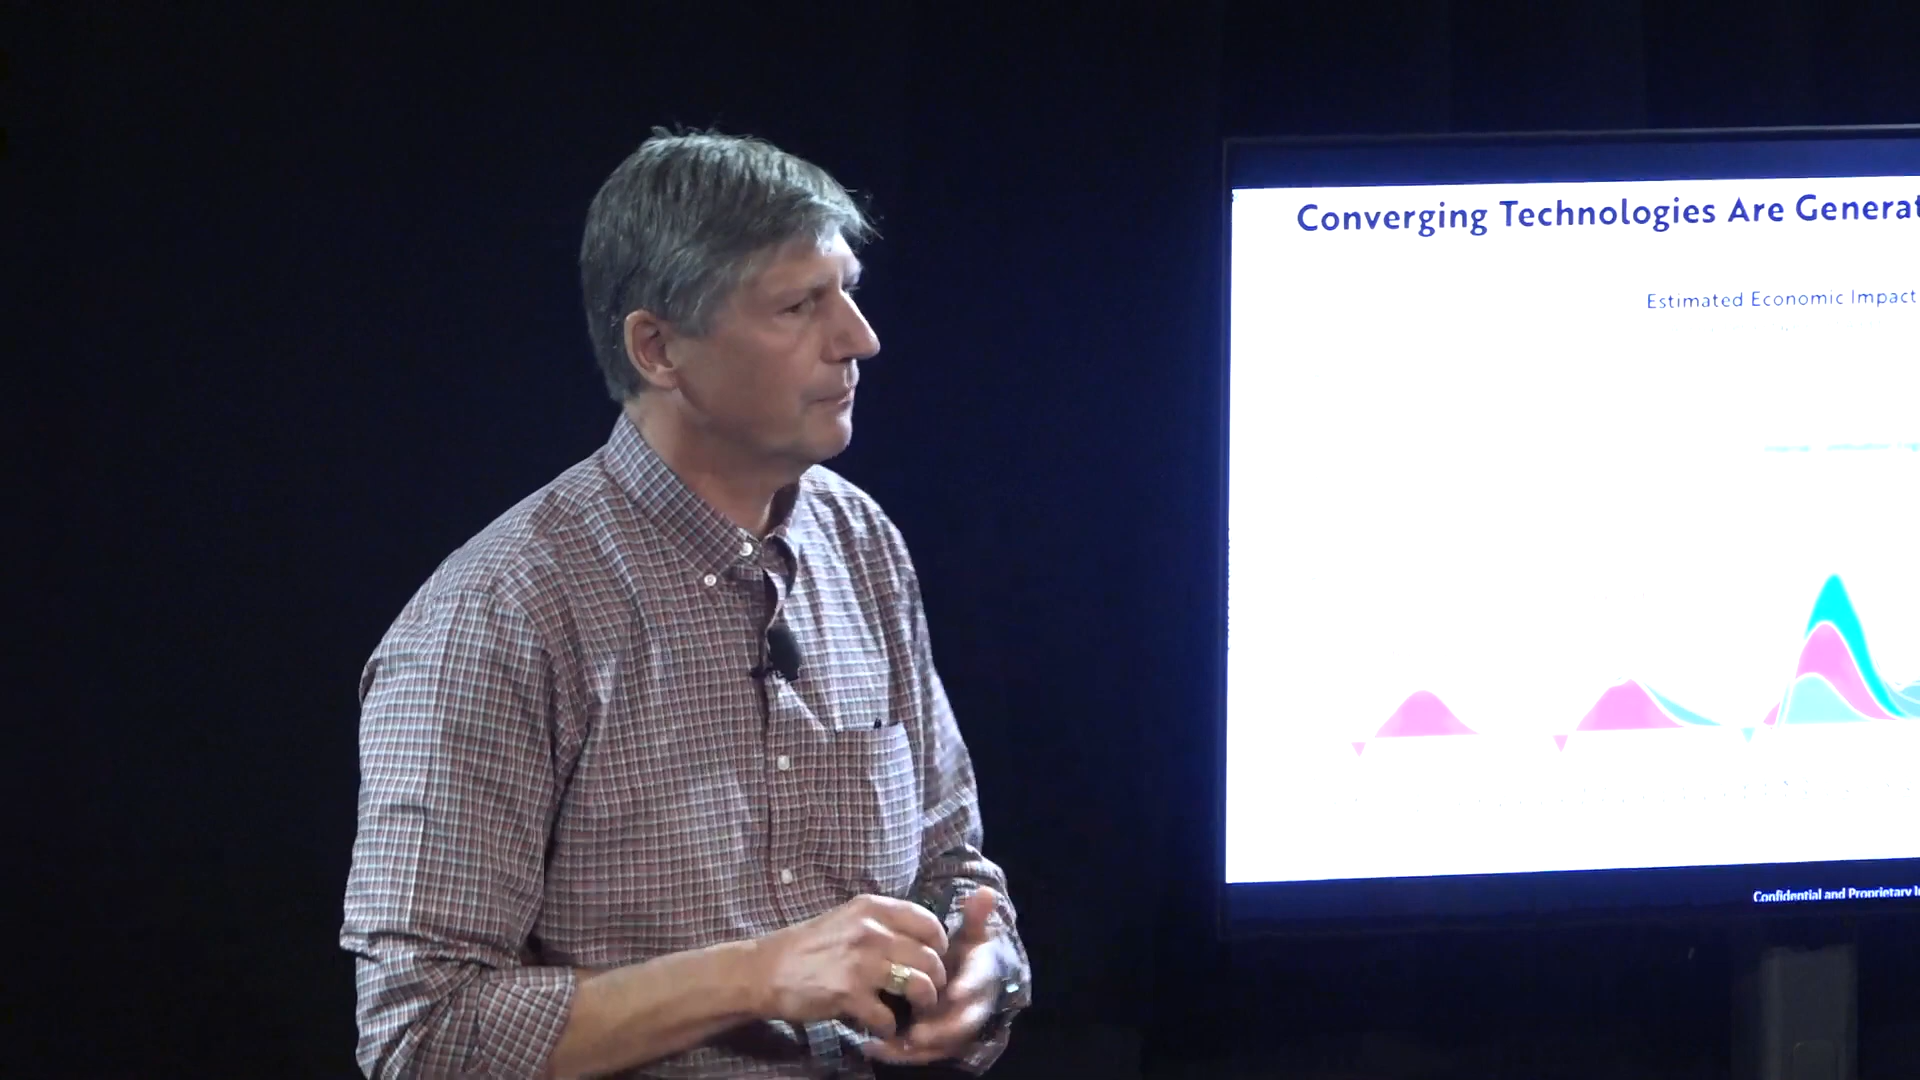 Converging Technologies Are Generat
Estimated Economic Impact
Confidential and Proprietary I